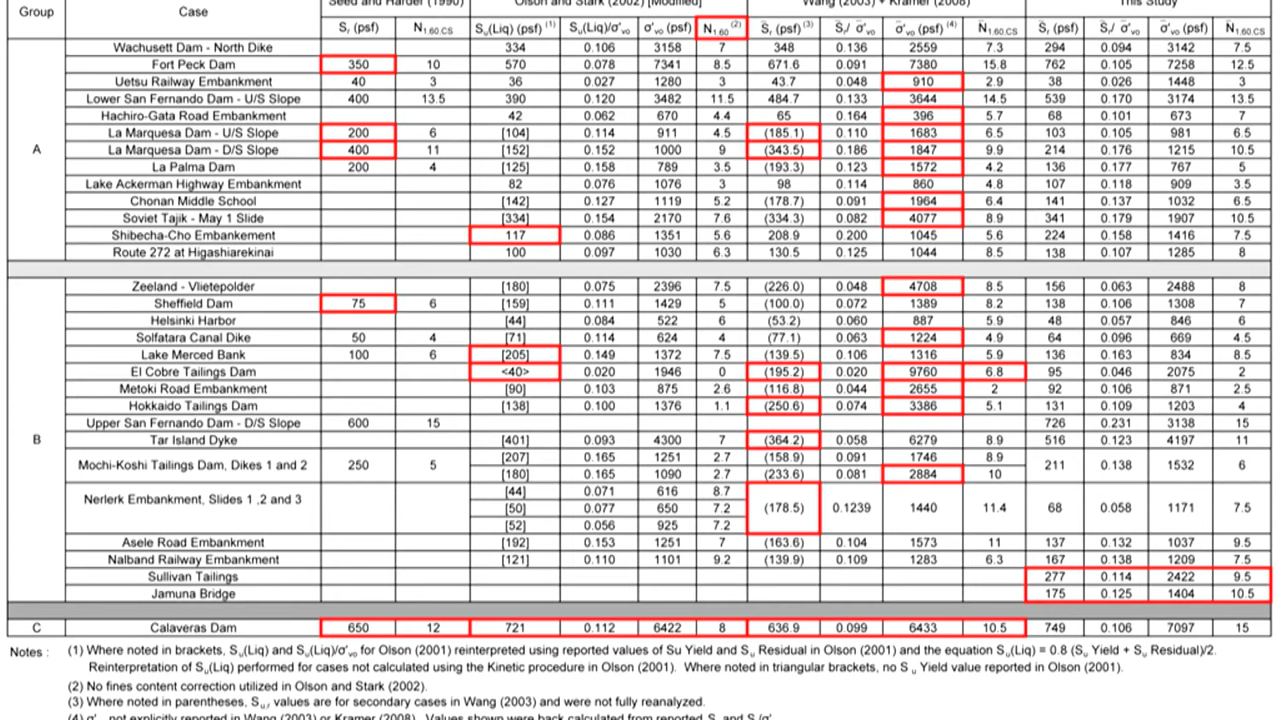 Group Case Seed and Harder (1990) Olson and Stark (2002) [Modified] Wang (2003) + Kramer (2008) This Study
Sr (psf) N1.60.CS Su(Liq) (psf) (1) Su(Liq)/σ'vo σ'vo (psf) N1.60 (2) S̅r (psf) (3) S̅r/ σ̅'vo σ̅'vo (psf) (4) N̅1.60.CS S̅r (psf) S̅r/ σ̅'vo σ̅'vo (psf) N̅1.60.CS
A
Wachusett Dam - North Dike 334 0.106 3158 7 348 0.136 2559 7.3 294 0.094 3142 7.5
Fort Peck Dam 350 10 570 0.078 7341 8.5 671.6 0.091 7380 15.8 762 0.105 7258 12.5
Uetsu Railway Embankment 40 3 36 0.027 1280 3 43.7 0.048 910 2.9 38 0.026 1448 3
Lower San Fernando Dam - U/S Slope 400 13.5 390 0.120 3482 11.5 484.7 0.133 3644 14.5 539 0.170 3174 13.5
Hachiro-Gata Road Embankment 42 0.062 670 4.4 65 0.164 396 5.7 68 0.101 673 7
La Marquesa Dam - U/S Slope 200 6 [104] 0.114 911 4.5 (185.1) 0.110 1683 6.5 103 0.105 981 6.5
La Marquesa Dam - D/S Slope 400 11 [152] 0.152 1000 9 (343.5) 0.186 1847 9.9 214 0.176 1215 10.5
La Palma Dam 200 4 [125] 0.158 789 3.5 (193.3) 0.123 1572 4.2 136 0.177 767 5
Lake Ackerman Highway Embankment 82 0.076 1076 3 98 0.114 860 4.8 107 0.118 909 3.5
Chonan Middle School [142] 0.127 1119 5.2 (178.7) 0.091 1964 6.4 141 0.137 1032 6.5
Soviet Tajik - May 1 Slide [334] 0.154 2170 7.6 (334.3) 0.082 4077 8.9 341 0.179 1907 10.5
Shibecha-Cho Embankement 117 0.086 1351 5.6 208.9 0.200 1045 5.6 224 0.158 1416 7.5
Route 272 at Higashiarekinai 100 0.097 1030 6.3 130.5 0.125 1044 8.5 138 0.107 1285 8
B
Zeeland - Vlietepolder [180] 0.075 2396 7.5 (226.0) 0.048 4708 8.5 156 0.063 2488 8
Sheffield Dam 75 6 [159] 0.111 1429 5 (100.0) 0.072 1389 8.2 138 0.106 1308 7
Helsinki Harbor [44] 0.084 522 6 (53.2) 0.060 887 5.9 48 0.057 846 6
Solfatara Canal Dike 50 4 [71] 0.114 624 4 (77.1) 0.063 1224 4.9 64 0.096 669 4.5
Lake Merced Bank 100 6 [205] 0.149 1372 7.5 (139.5) 0.106 1316 5.9 136 0.163 834 8.5
El Cobre Tailings Dam <40> 0.020 1946 0 (195.2) 0.020 9760 6.8 95 0.046 2075 2
Metoki Road Embankment [90] 0.103 875 2.6 (116.8) 0.044 2655 2 92 0.106 871 2.5
Hokkaido Tailings Dam [138] 0.100 1376 1.1 (250.6) 0.074 3386 5.1 131 0.109 1203 4
Upper San Fernando Dam - D/S Slope 600 15 726 0.231 3138 15
Tar Island Dyke [401] 0.093 4300 7 (364.2) 0.058 6279 8.9 516 0.123 4197 11
Mochi-Koshi Tailings Dam, Dikes 1 and 2 250 5 [207] 0.165 1251 2.7 (158.9) 0.091 1746 8.9 211 0.138 1532 6
[180] 0.165 1090 2.7 (233.6) 0.081 2884 10
Nerlerk Embankment, Slides 1 ,2 and 3 [44] 0.071 616 8.7 (178.5) 0.1239 1440 11.4 68 0.058 1171 7.5
[50] 0.077 650 7.2
[52] 0.056 925 7.2
Asele Road Embankment [192] 0.153 1251 7 (163.6) 0.104 1573 11 137 0.132 1037 9.5
Nalband Railway Embankment [121] 0.110 1101 9.2 (139.9) 0.109 1283 6.3 167 0.138 1209 7.5
Sullivan Tailings 277 0.114 2422 9.5
Jamuna Bridge 175 0.125 1404 10.5
C Calaveras Dam 650 12 721 0.112 6422 8 636.9 0.099 6433 10.5 749 0.106 7097 15
Notes : (1) Where noted in brackets, Su(Liq) and Su(Liq)/σ'vo for Olson (2001) reinterpreted using reported values of Su Yield and Su Residual in Olson (2001) and the equation Su(Liq) = 0.8 (Su Yield + Su Residual)/2.
Reinterpretation of Su(Liq) performed for cases not calculated using the Kinetic procedure in Olson (2001). Where noted in triangular brackets, no Su Yield value reported in Olson (2001).
(2) No fines content correction utilized in Olson and Stark (2002).
(3) Where noted in parentheses, Su,r values are for secondary cases in Wang (2003) and were not fully reanalyzed.
(4) σ'vo not explicitly reported in Wang (2003) or Kramer (2008). Values shown were back calculated from reported Sr and Sr/σ'